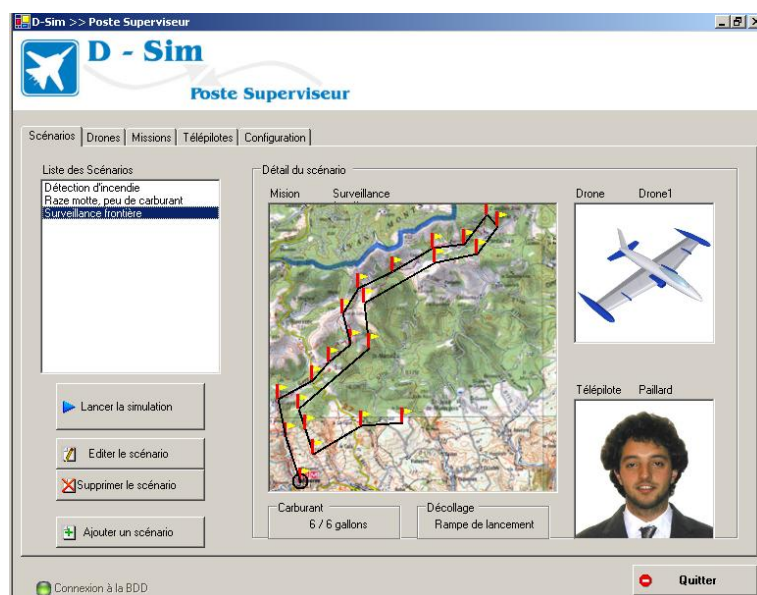 D-Sim >> Poste Superviseur
D - Sim
Poste Superviseur
Scénarios Drones Missions Télépilotes Configuration
Liste des Scénarios
Détection d'incendie
Raze motte, peu de carburant
Surveillance frontière
Lancer la simulation
Editer le scénario
Supprimer le scénario
Ajouter un scénario
Détail du scénario
Mision Surveillance
Drone Drone1
Télépilote Paillard
Carburant
6 / 6 gallons
Décollage
Rampe de lancement
Connexion à la BDD
Quitter